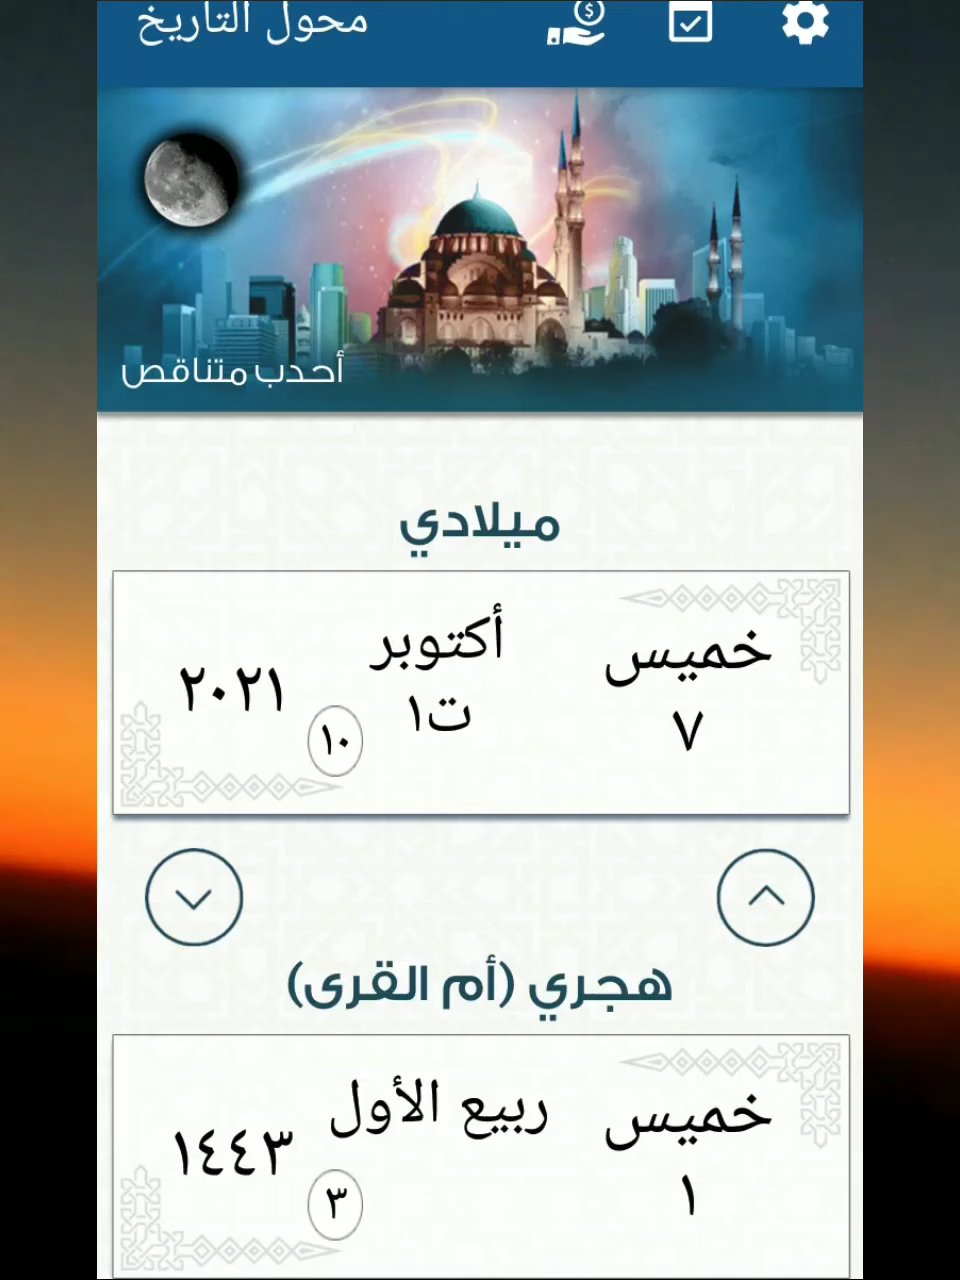 محول التاريخ
أحدب متناقص
ميلادي
خميس أكتوبر ٢٠٢١
٧ ت١ ١٠
هجري (أم القرى)
خميس ربيع الأول ١٤٤٣
١ ٣